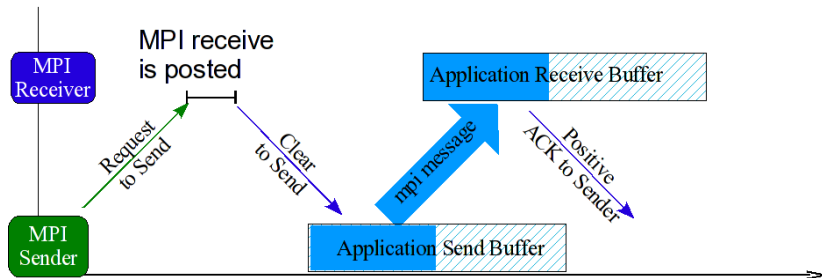 MPI receive
is posted
MPI
Receiver
Application Receive Buffer
Request
to Send
Clear
to Send
mpi message
Positive
ACK to Sender
MPI
Sender
Application Send Buffer